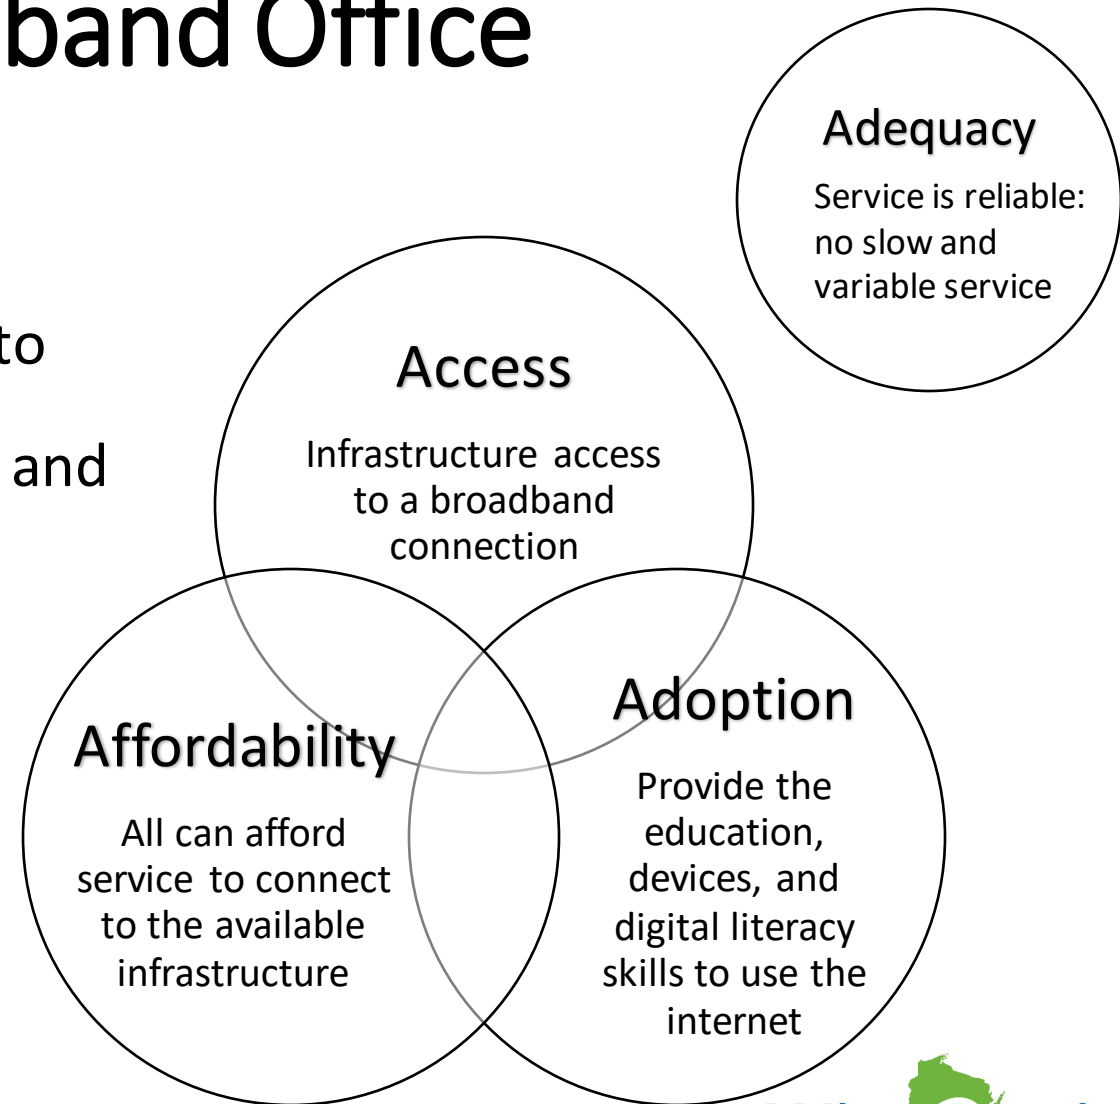 band Office
to
and
Adequacy
Service is reliable:
no slow and
variable service
Access
Infrastructure access
to a broadband
connection
Affordability
All can afford
service to connect
to the available
infrastructure
Adoption
Provide the
education,
devices, and
digital literacy
skills to use the
internet